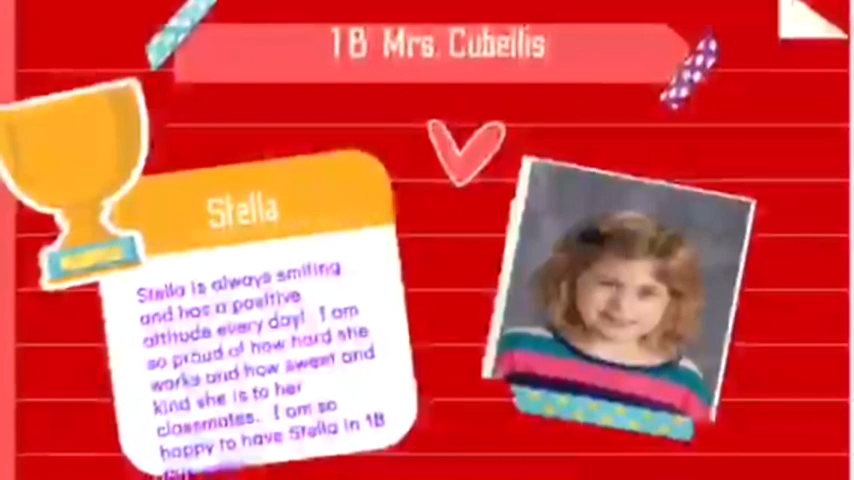 1B Mrs. Cubellis
Stella
Stella is always smiling
and has a positive
attitude every day! I am
so proud of how hard she
works and how sweet and
kind she is to her
classmates. I am so
happy to have Stella in 1B